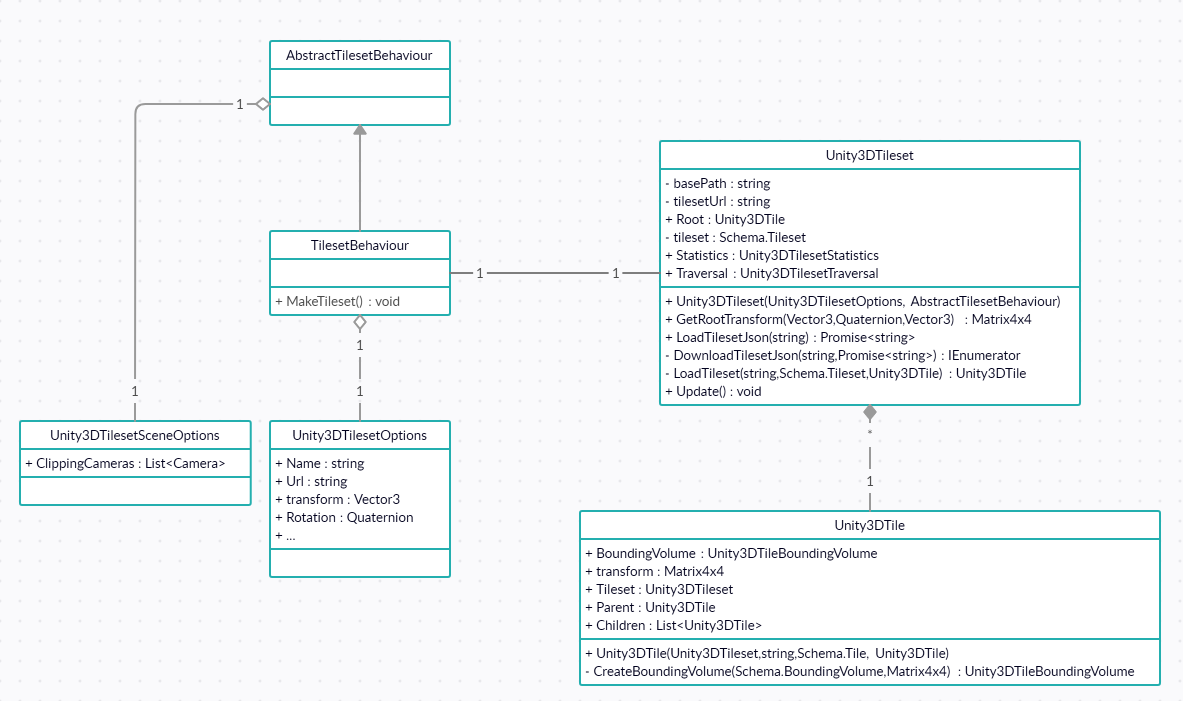 AbstractTilesetBehaviour
1
TilesetBehaviour
+ MakeTileset() : void
1
1
1
1
1
Unity3DTilesetSceneOptions
+ ClippingCameras : List<Camera>
Unity3DTilesetOptions
+ Name : string
+ Url : string
+ transform : Vector3
+ Rotation : Quaternion
+ ...
Unity3DTileset
- basePath : string
- tilesetUrl : string
+ Root : Unity3DTile
- tileset : Schema.Tileset
+ Statistics : Unity3DTilesetStatistics
+ Traversal : Unity3DTilesetTraversal
+ Unity3DTileset(Unity3DTilesetOptions, AbstractTilesetBehaviour)
+ GetRootTransform(Vector3,Quaternion,Vector3) : Matrix4x4
+ LoadTilesetJson(string) : Promise<string>
- DownloadTilesetJson(string,Promise<string>) : IEnumerator
- LoadTileset(string,Schema.Tileset,Unity3DTile) : Unity3DTile
+ Update() : void
*
1
Unity3DTile
+ BoundingVolume : Unity3DTileBoundingVolume
+ transform : Matrix4x4
+ Tileset : Unity3DTileset
+ Parent : Unity3DTile
+ Children : List<Unity3DTile>
+ Unity3DTile(Unity3DTileset,string,Schema.Tile, Unity3DTile)
- CreateBoundingVolume(Schema.BoundingVolume,Matrix4x4) : Unity3DTileBoundingVolume